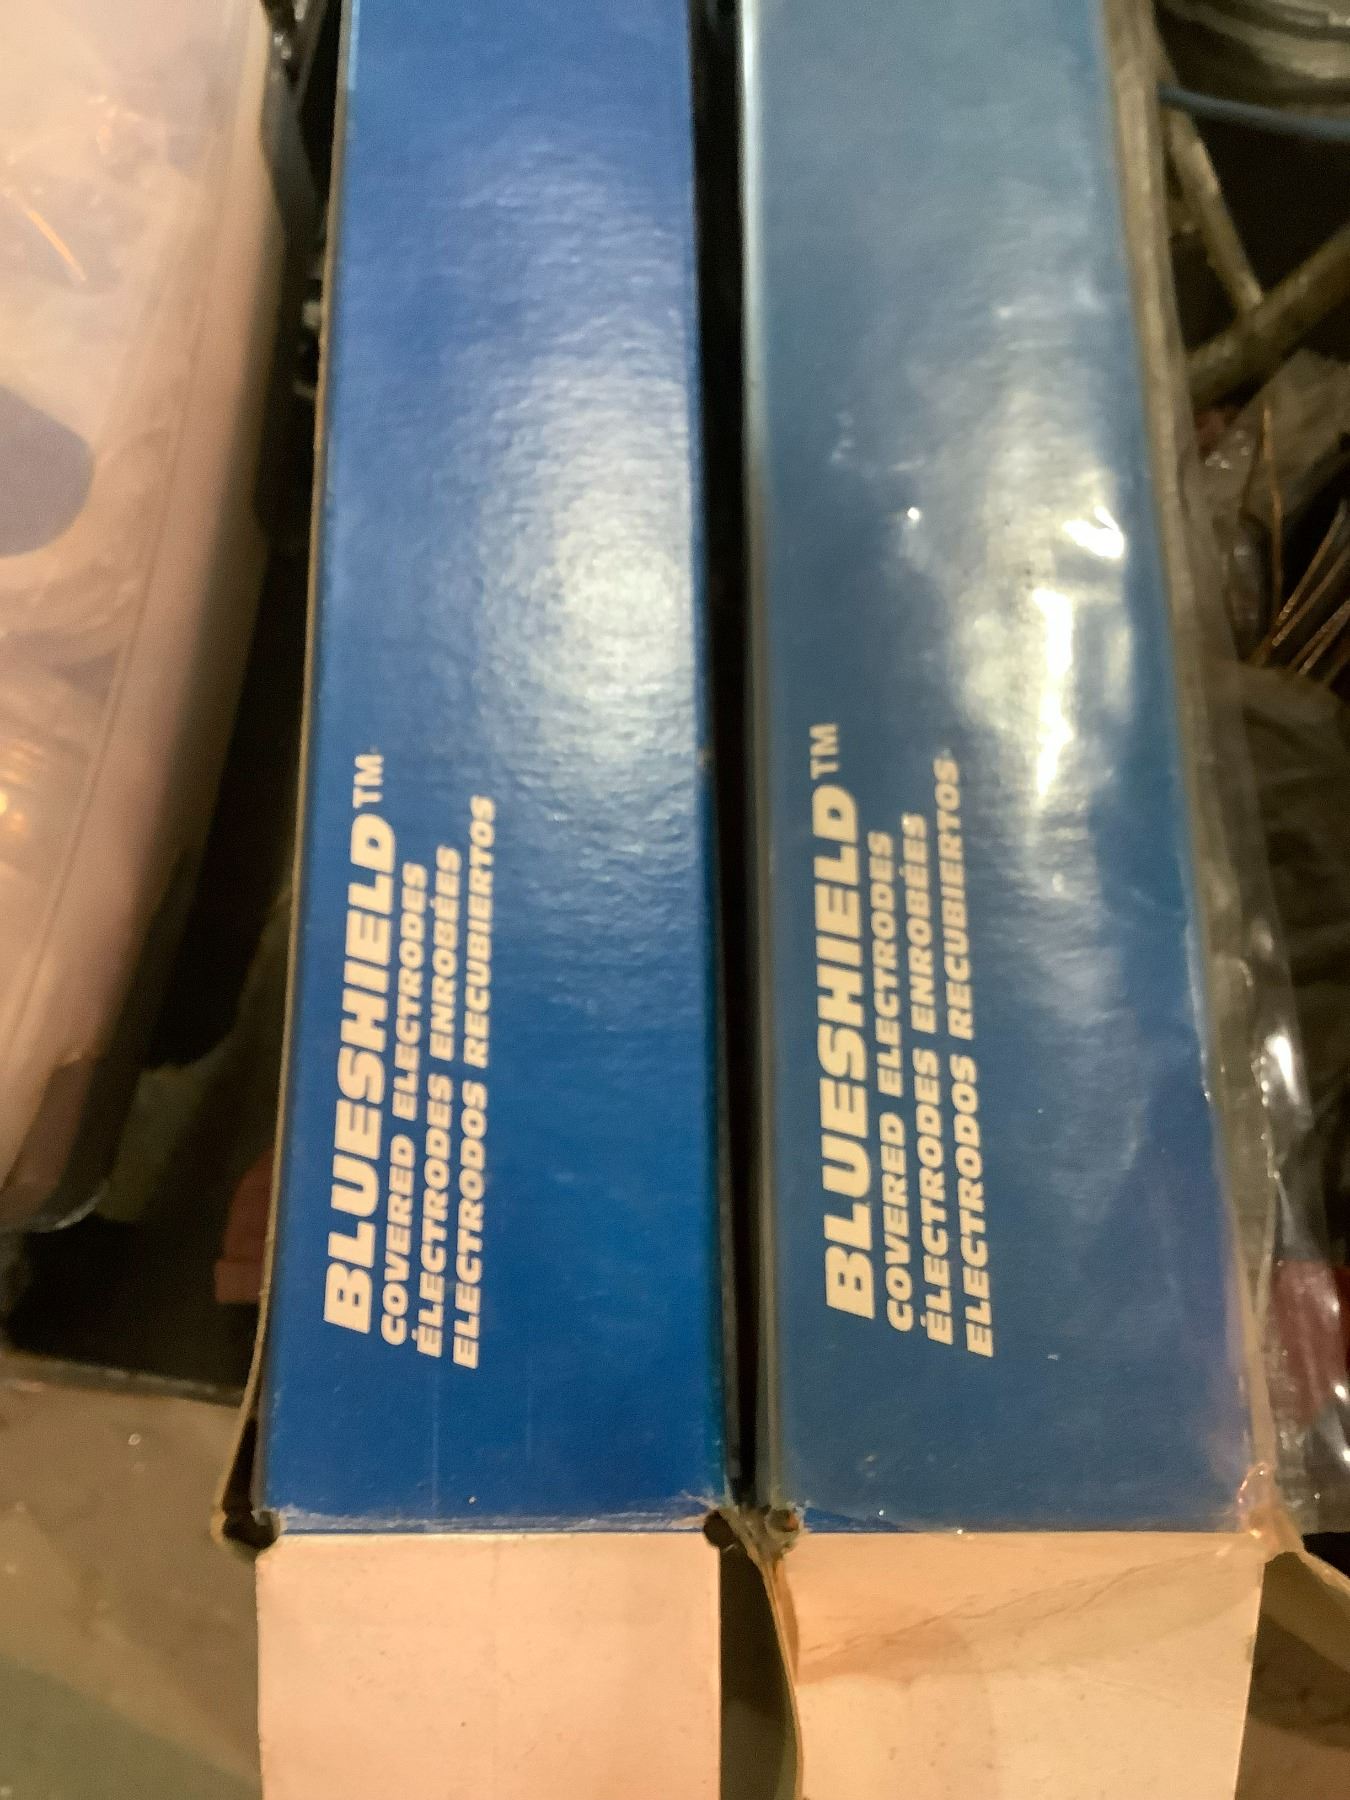 BLUESHIELD™
COVERED ELECTRODES
ÉLECTRODES ENROBÉES
ELECTRODOS RECUBIERTOS
BLUESHIELD™
COVERED ELECTRODES
ÉLECTRODES ENROBÉES
ELECTRODOS RECUBIERTOS